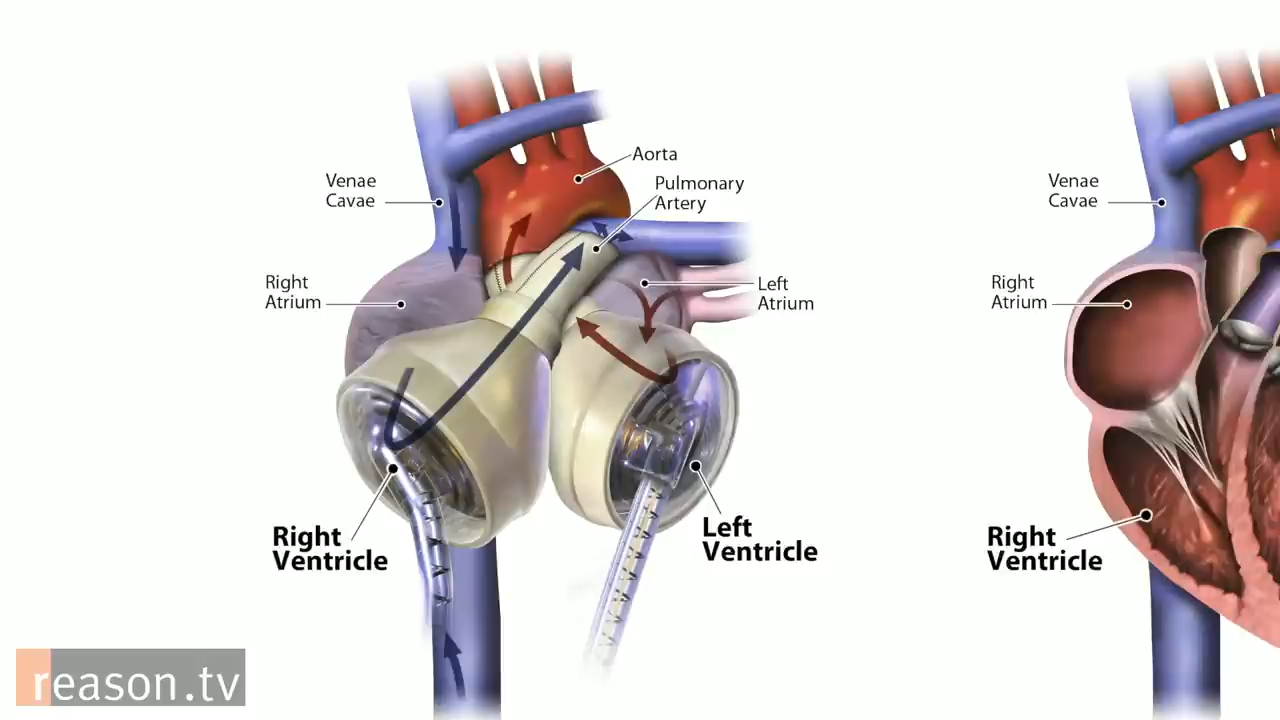 Aorta
Pulmonary
Artery
Venae
Cavae
Right
Atrium
Left
Atrium
Right
Ventricle
Left
Ventricle
Venae
Cavae
Right
Atrium
Right
Ventricle
reason.tv